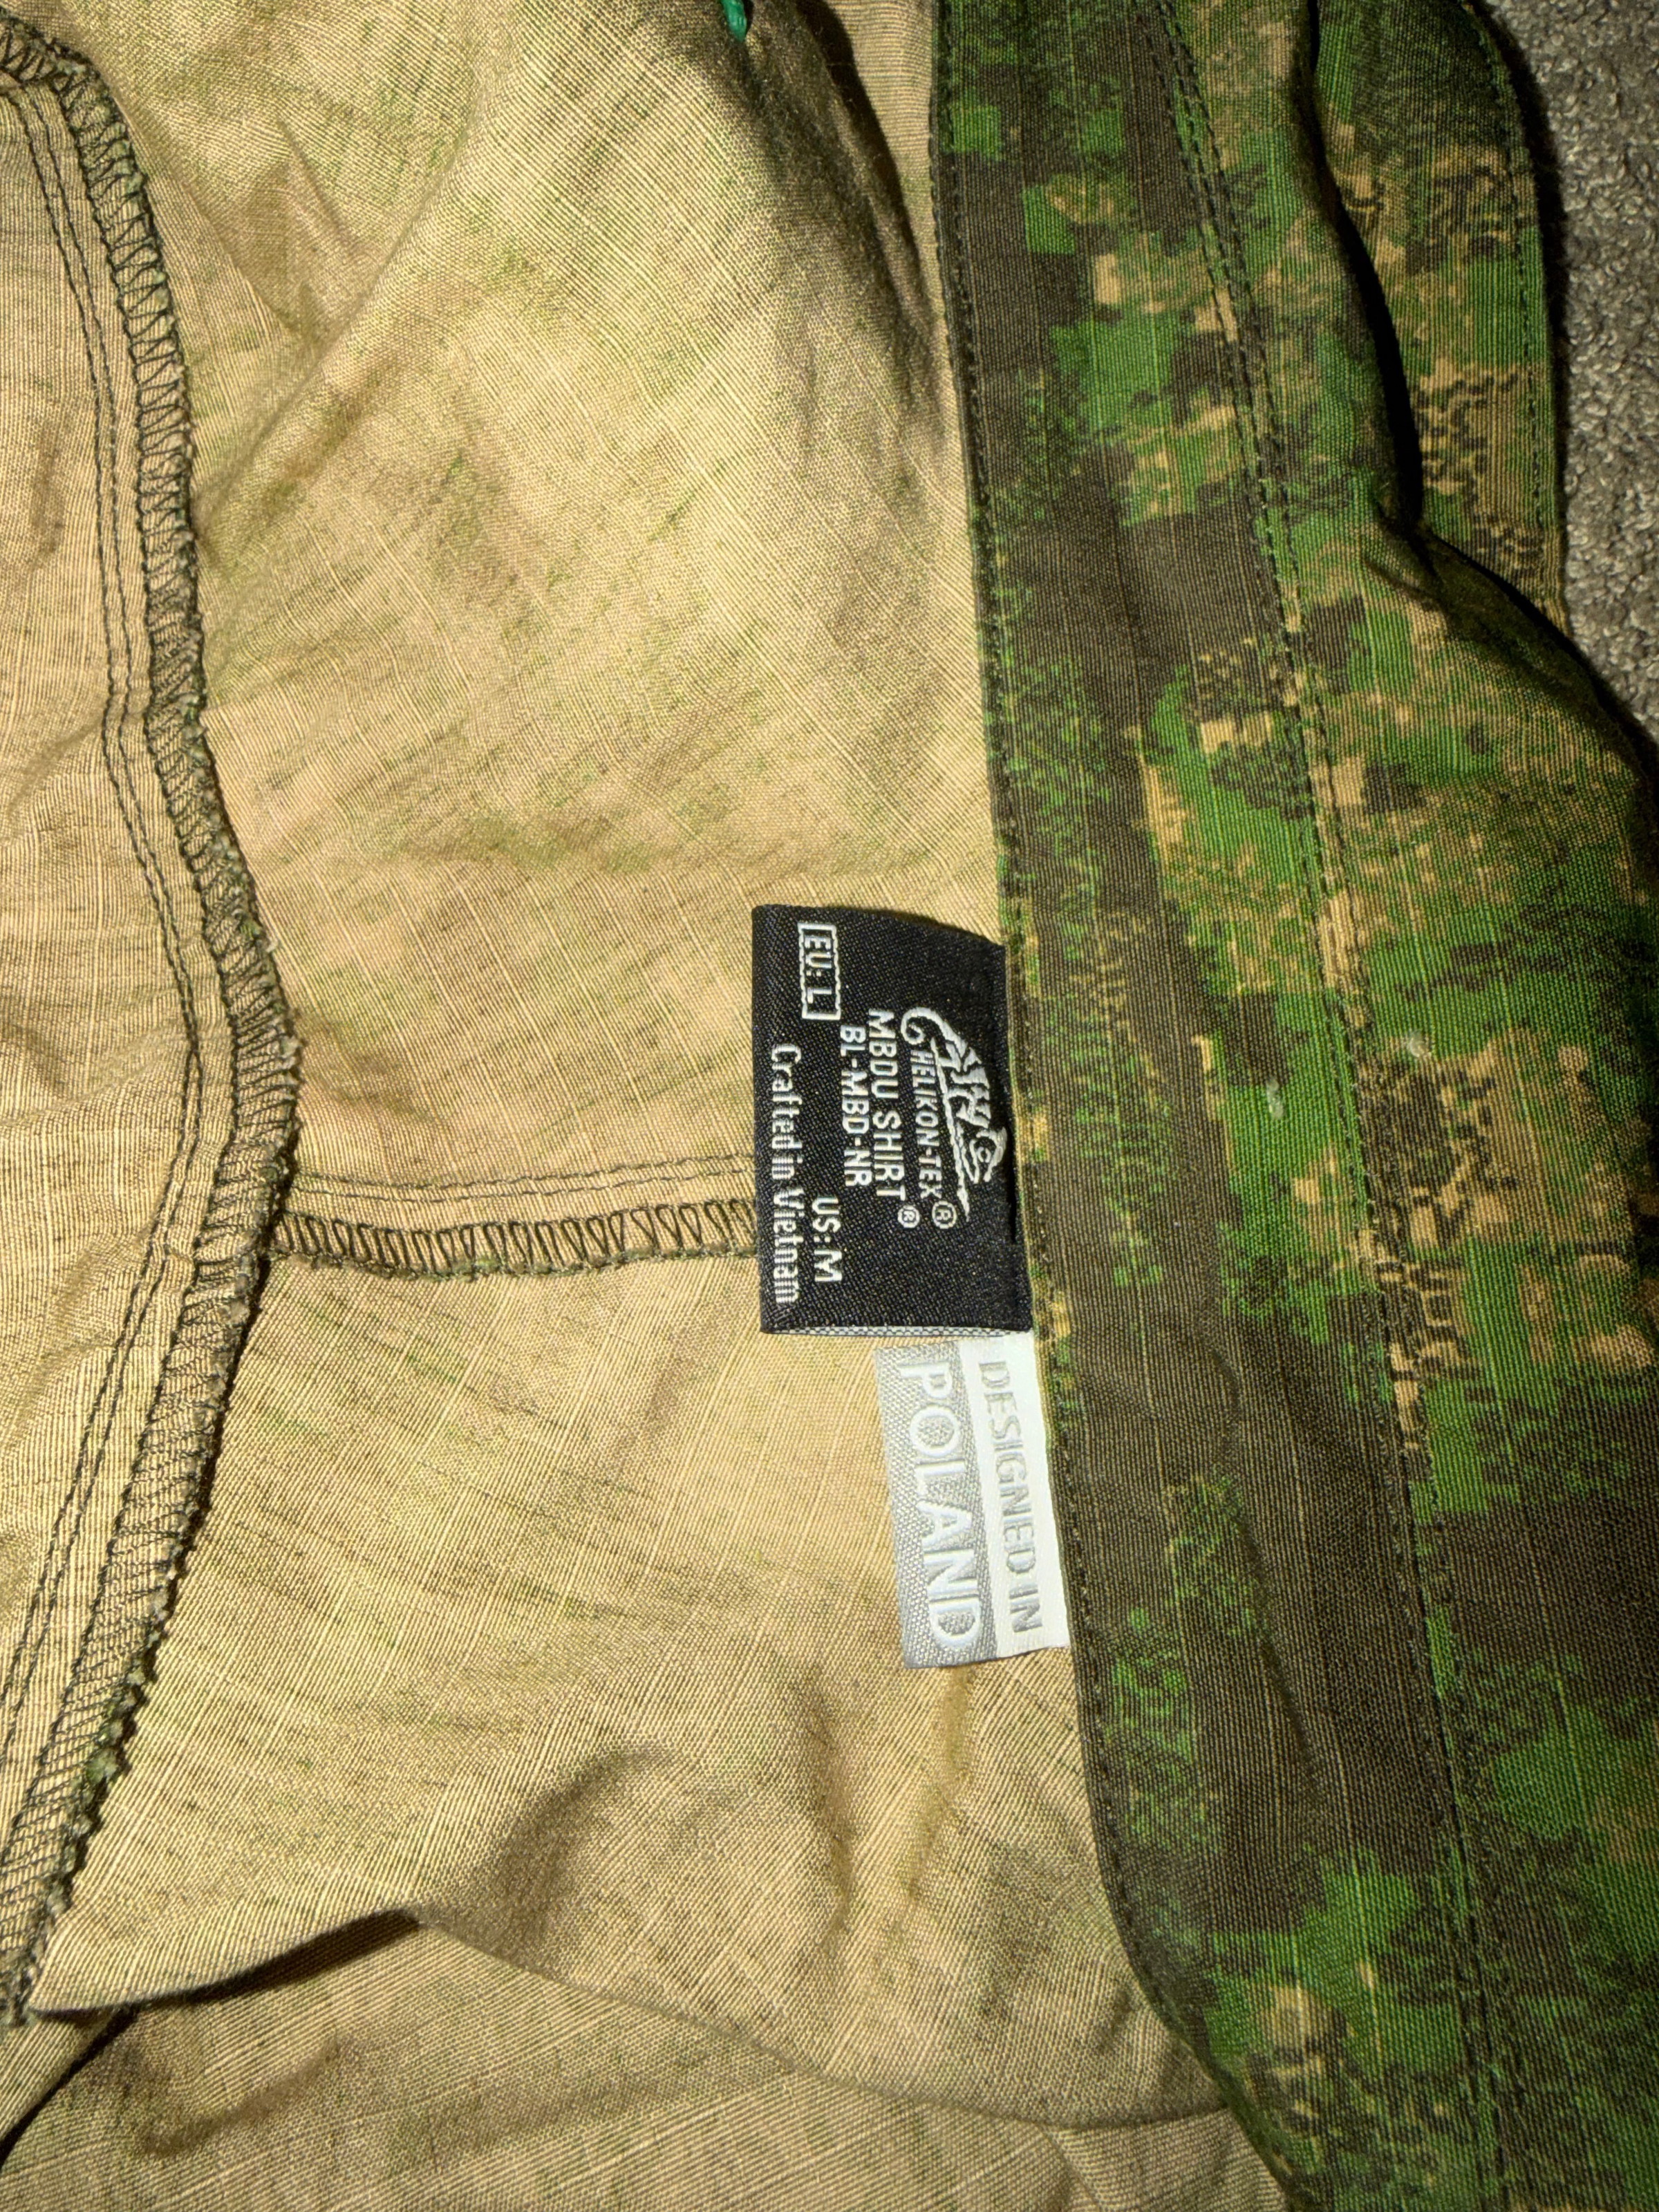 HELIKON-TEX®
MBDU SHIRT®
BL-MBD-NR
EU: L
US: M
Crafted in Vietnam
DESIGNED IN
POLAND